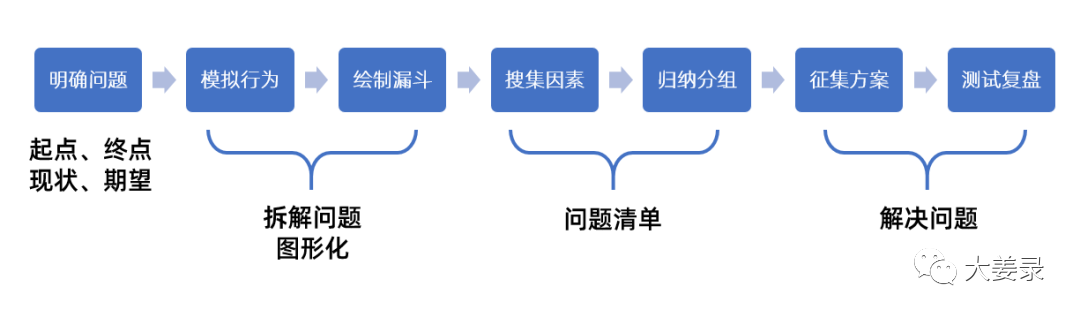 明确问题
模拟行为
绘制漏斗
搜集因素
归纳分组
征集方案
测试复盘
起点、终点
现状、期望
拆解问题
图形化
问题清单
解决问题
大姜录